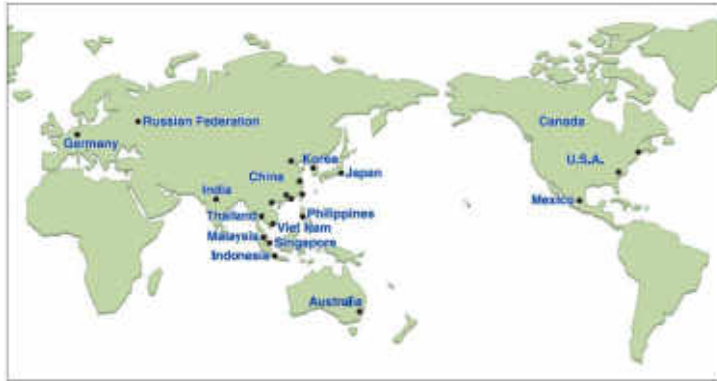 Russian Federation
Canada
Germany
Korea
U.S.A.
China
Japan
India
Mexico
Thailand
Philippines
Viet Nam
Malaysia
Singapore
Indonesia
Australia